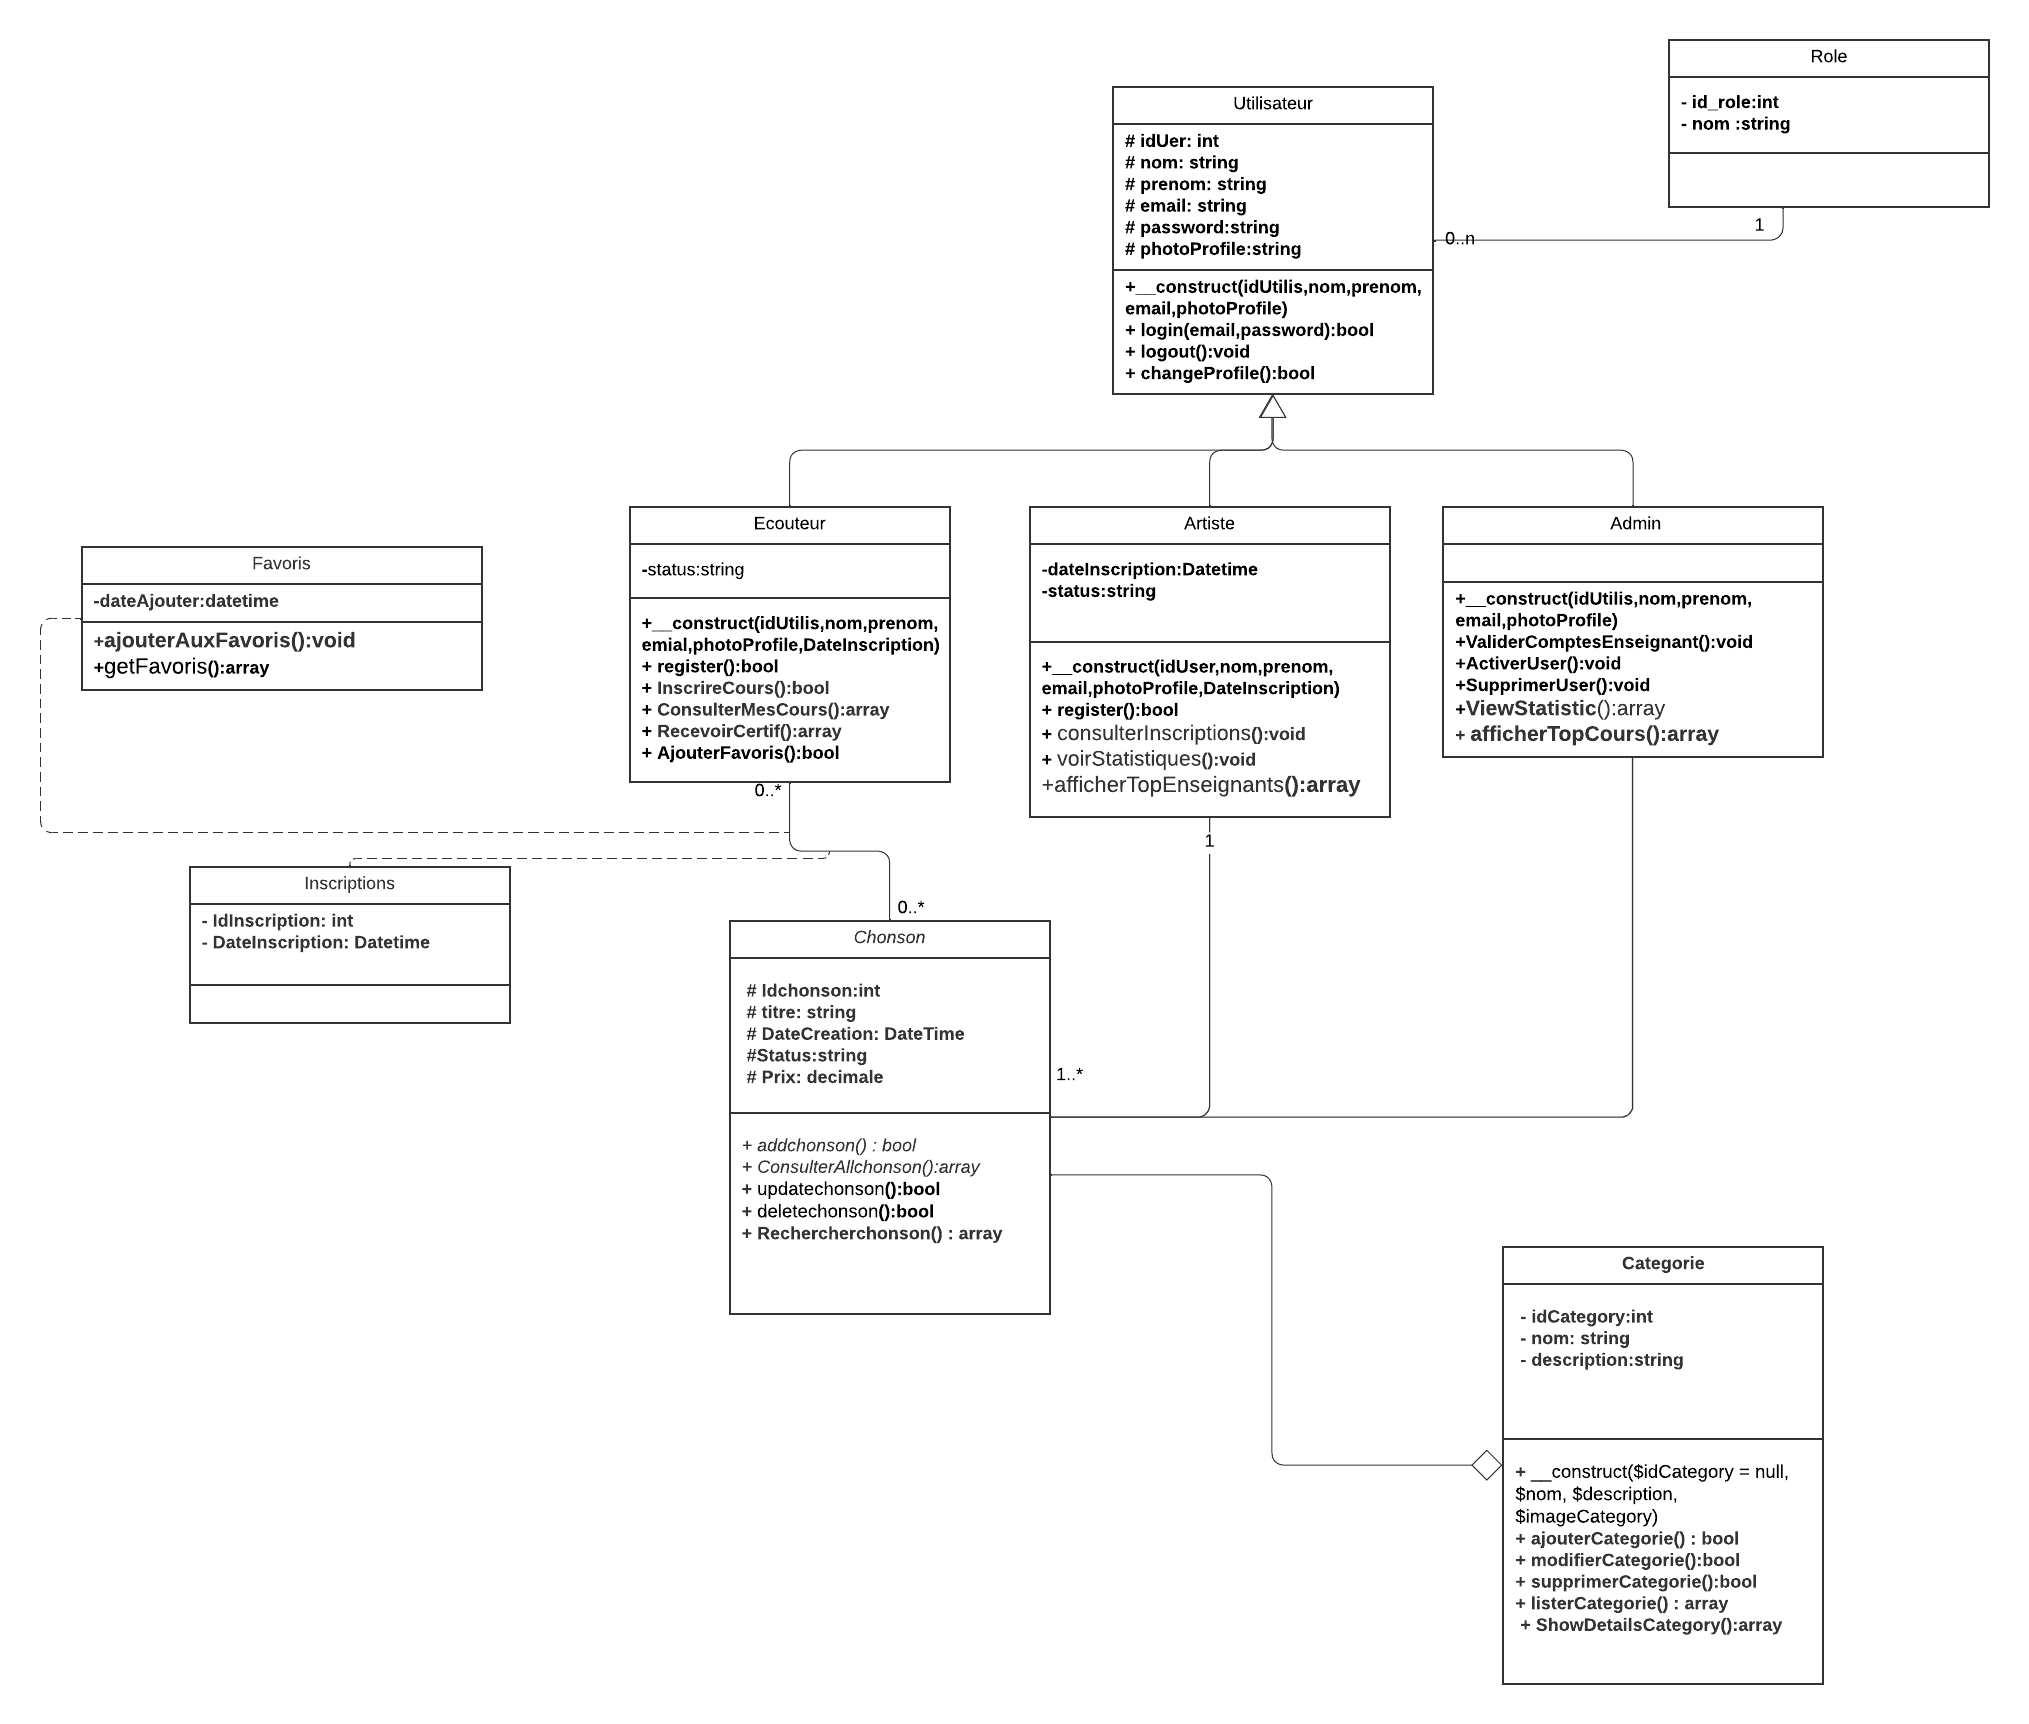 Role
- id_role:int
- nom :string
1
Utilisateur
# idUer: int
# nom: string
# prenom: string
# email: string
# password:string
# photoProfile:string
0..n
+__construct(idUtilis,nom,prenom,
email,photoProfile)
+ login(email,password):bool
+ logout():void
+ changeProfile():bool
Favoris
-dateAjouter:datetime
+ajouterAuxFavoris():void
+getFavoris():array
Ecouteur
-status:string
+__construct(idUtilis,nom,prenom,
emial,photoProfile,DateInscription)
+ register():bool
+ InscrireCours():bool
+ ConsulterMesCours():array
+ RecevoirCertif():array
+ AjouterFavoris():bool
0..*
Artiste
-dateInscription:Datetime
-status:string
+__construct(idUser,nom,prenom,
email,photoProfile,DateInscription)
+ register():bool
+ consulterInscriptions():void
+ voirStatistiques():void
+afficherTopEnseignants():array
1
Admin
+__construct(idUtilis,nom,prenom,
email,photoProfile)
+ValiderComptesEnseignant():void
+ActiverUser():void
+SupprimerUser():void
+ViewStatistic():array
+ afficherTopCours():array
Inscriptions
- IdInscription: int
- DateInscription: Datetime
0..*
Chonson
# Idchonson:int
# titre: string
# DateCreation: DateTime
#Status:string
# Prix: decimale
1..*
+ addchonson() : bool
+ ConsulterAllchonson():array
+ updatechonson():bool
+ deletechonson():bool
+ Rechercherchonson() : array
Categorie
- idCategory:int
- nom: string
- description:string
+ __construct($idCategory = null,
$nom, $description,
$imageCategory)
+ ajouterCategorie() : bool
+ modifierCategorie():bool
+ supprimerCategorie():bool
+ listerCategorie() : array
+ ShowDetailsCategory():array